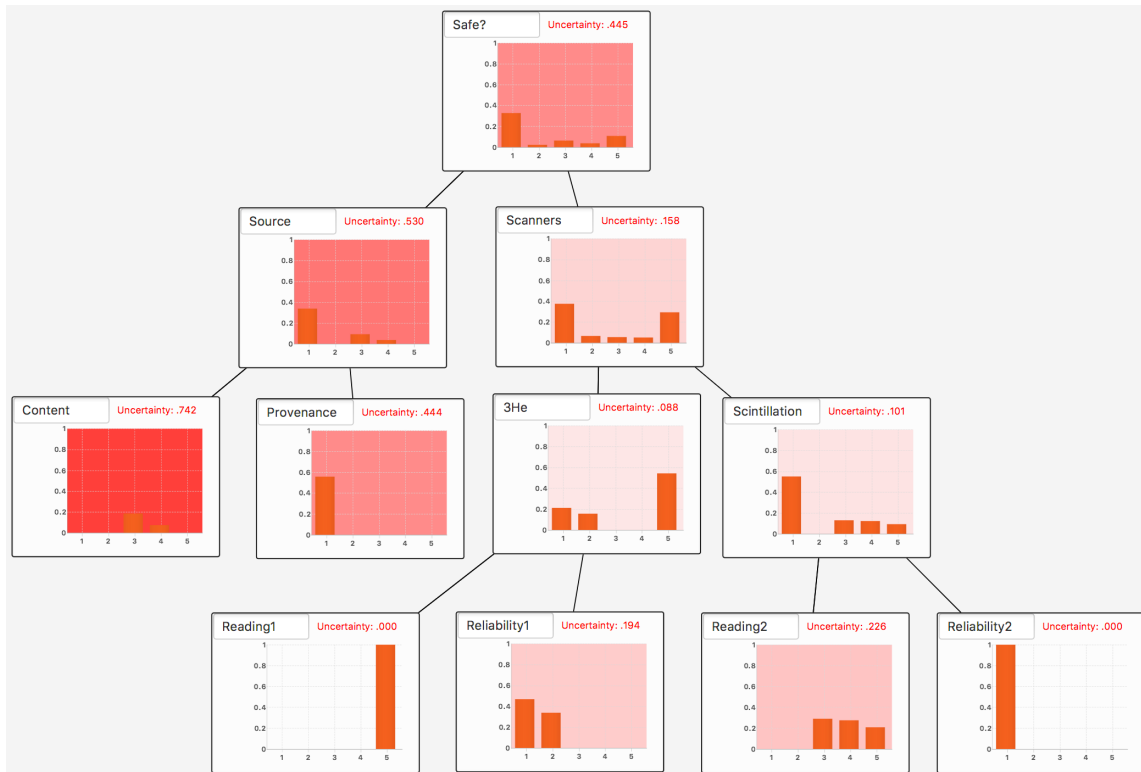 Safe?
Uncertainty: .445
1
0.8
0.6
0.4
0.2
0
1 2 3 4 5
Source
Uncertainty: .530
1
0.8
0.6
0.4
0.2
0
1 2 3 4 5
Scanners
Uncertainty: .158
1
0.8
0.6
0.4
0.2
0
1 2 3 4 5
Content
Uncertainty: .742
1
0.8
0.6
0.4
0.2
0
1 2 3 4 5
Provenance
Uncertainty: .444
1
0.8
0.6
0.4
0.2
0
1 2 3 4 5
3He
Uncertainty: .088
1
0.8
0.6
0.4
0.2
0
1 2 3 4 5
Scintillation
Uncertainty: .101
1
0.8
0.6
0.4
0.2
0
1 2 3 4 5
Reading1
Uncertainty: .000
1
0.8
0.6
0.4
0.2
0
1 2 3 4 5
Reliability1
Uncertainty: .194
1
0.8
0.6
0.4
0.2
0
1 2 3 4 5
Reading2
Uncertainty: .226
1
0.8
0.6
0.4
0.2
0
1 2 3 4 5
Reliability2
Uncertainty: .000
1
0.8
0.6
0.4
0.2
0
1 2 3 4 5